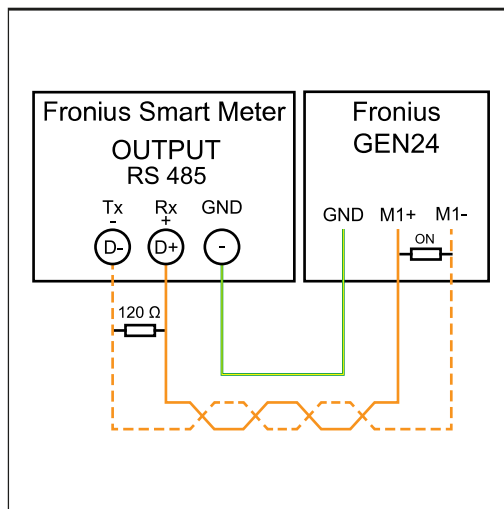 Fronius Smart Meter
OUTPUT
RS 485
Tx Rx GND
- +
D- D+ -
120 Ω
Fronius
GEN24
GND M1+ M1-
ON